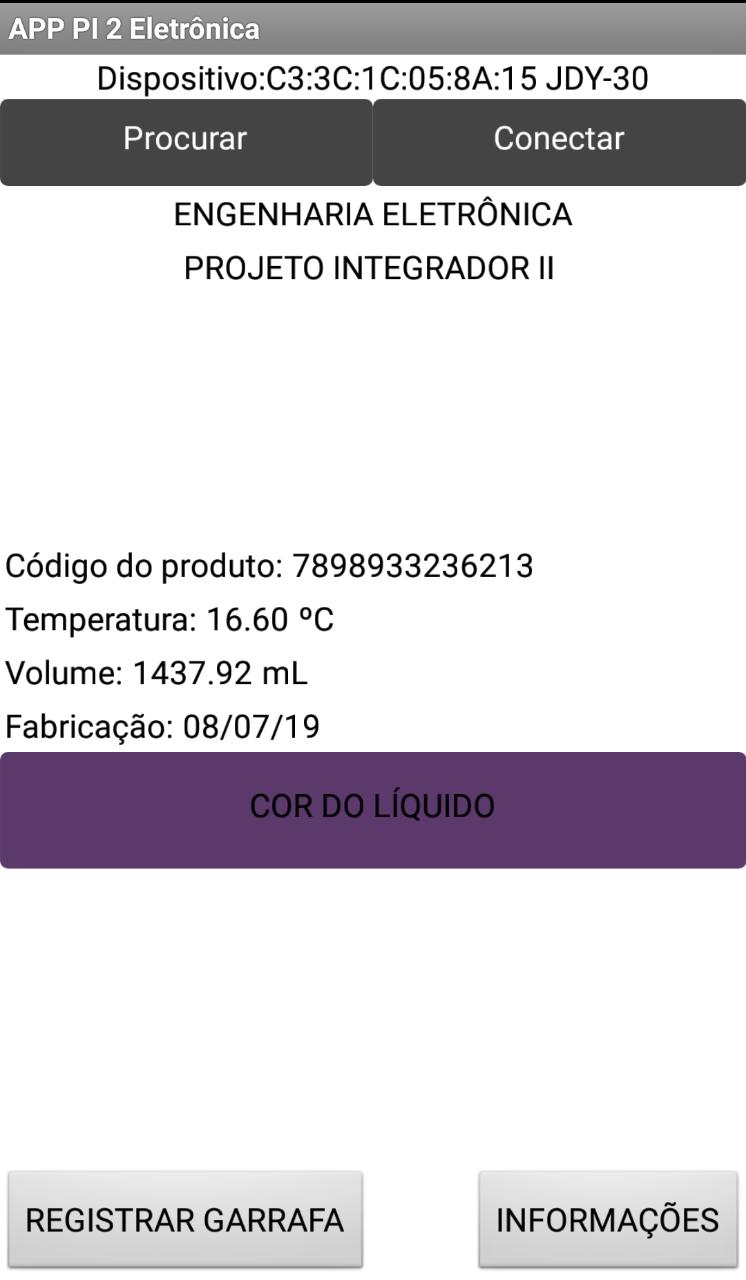 APP PI 2 Eletrônica
Dispositivo:C3:3C:1C:05:8A:15 JDY-30
Procurar Conectar
ENGENHARIA ELETRÔNICA
PROJETO INTEGRADOR II
Código do produto: 7898933236213
Temperatura: 16.60 ºC
Volume: 1437.92 mL
Fabricação: 08/07/19
COR DO LÍQUIDO
REGISTRAR GARRAFA INFORMAÇÕES